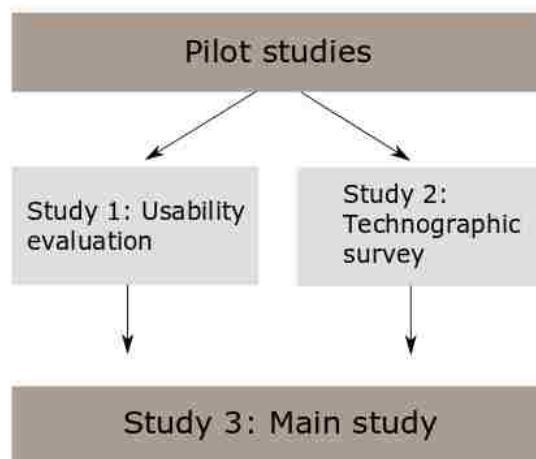 Pilot studies
Study 1: Usability
evaluation
Study 2:
Technographic
survey
Study 3: Main study